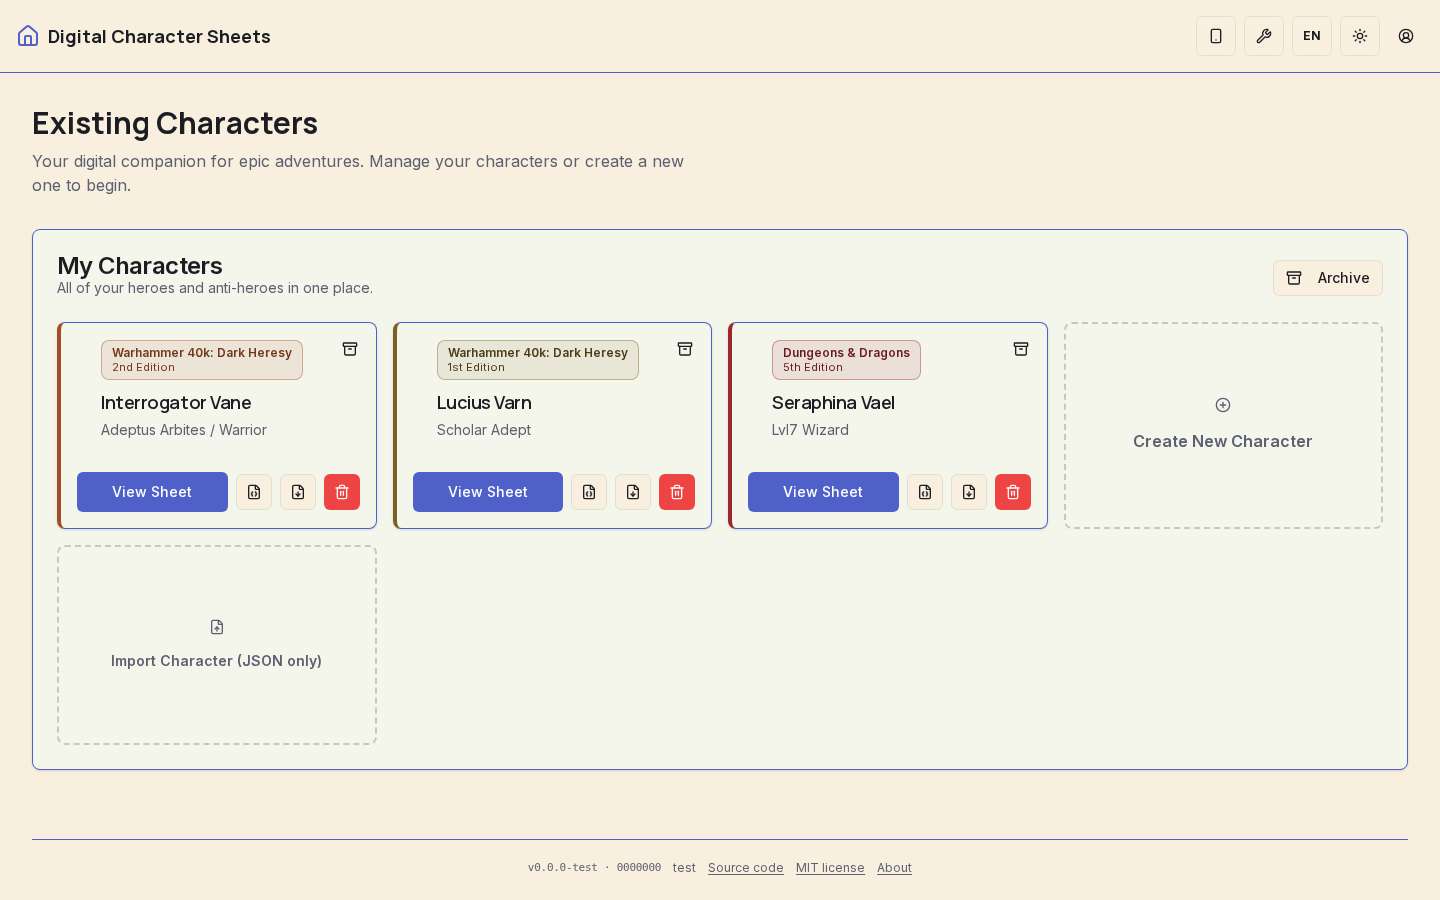 Digital Character Sheets
EN
Existing Characters
Your digital companion for epic adventures. Manage your characters or create a new
one to begin.
My Characters
All of your heroes and anti-heroes in one place.
Archive
Warhammer 40k: Dark Heresy
2nd Edition
Interrogator Vane
Adeptus Arbites / Warrior
View Sheet
Warhammer 40k: Dark Heresy
1st Edition
Lucius Varn
Scholar Adept
View Sheet
Dungeons & Dragons
5th Edition
Seraphina Vael
Lvl7 Wizard
View Sheet
Create New Character
Import Character (JSON only)
v0.0.0-test · 0000000 test Source code MIT license About